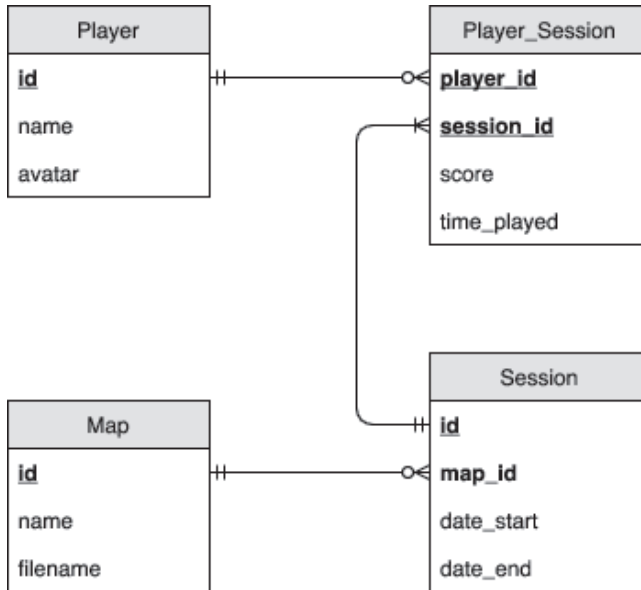 Player
id
name
avatar
Player_Session
player_id
session_id
score
time_played
Map
id
name
filename
Session
id
map_id
date_start
date_end